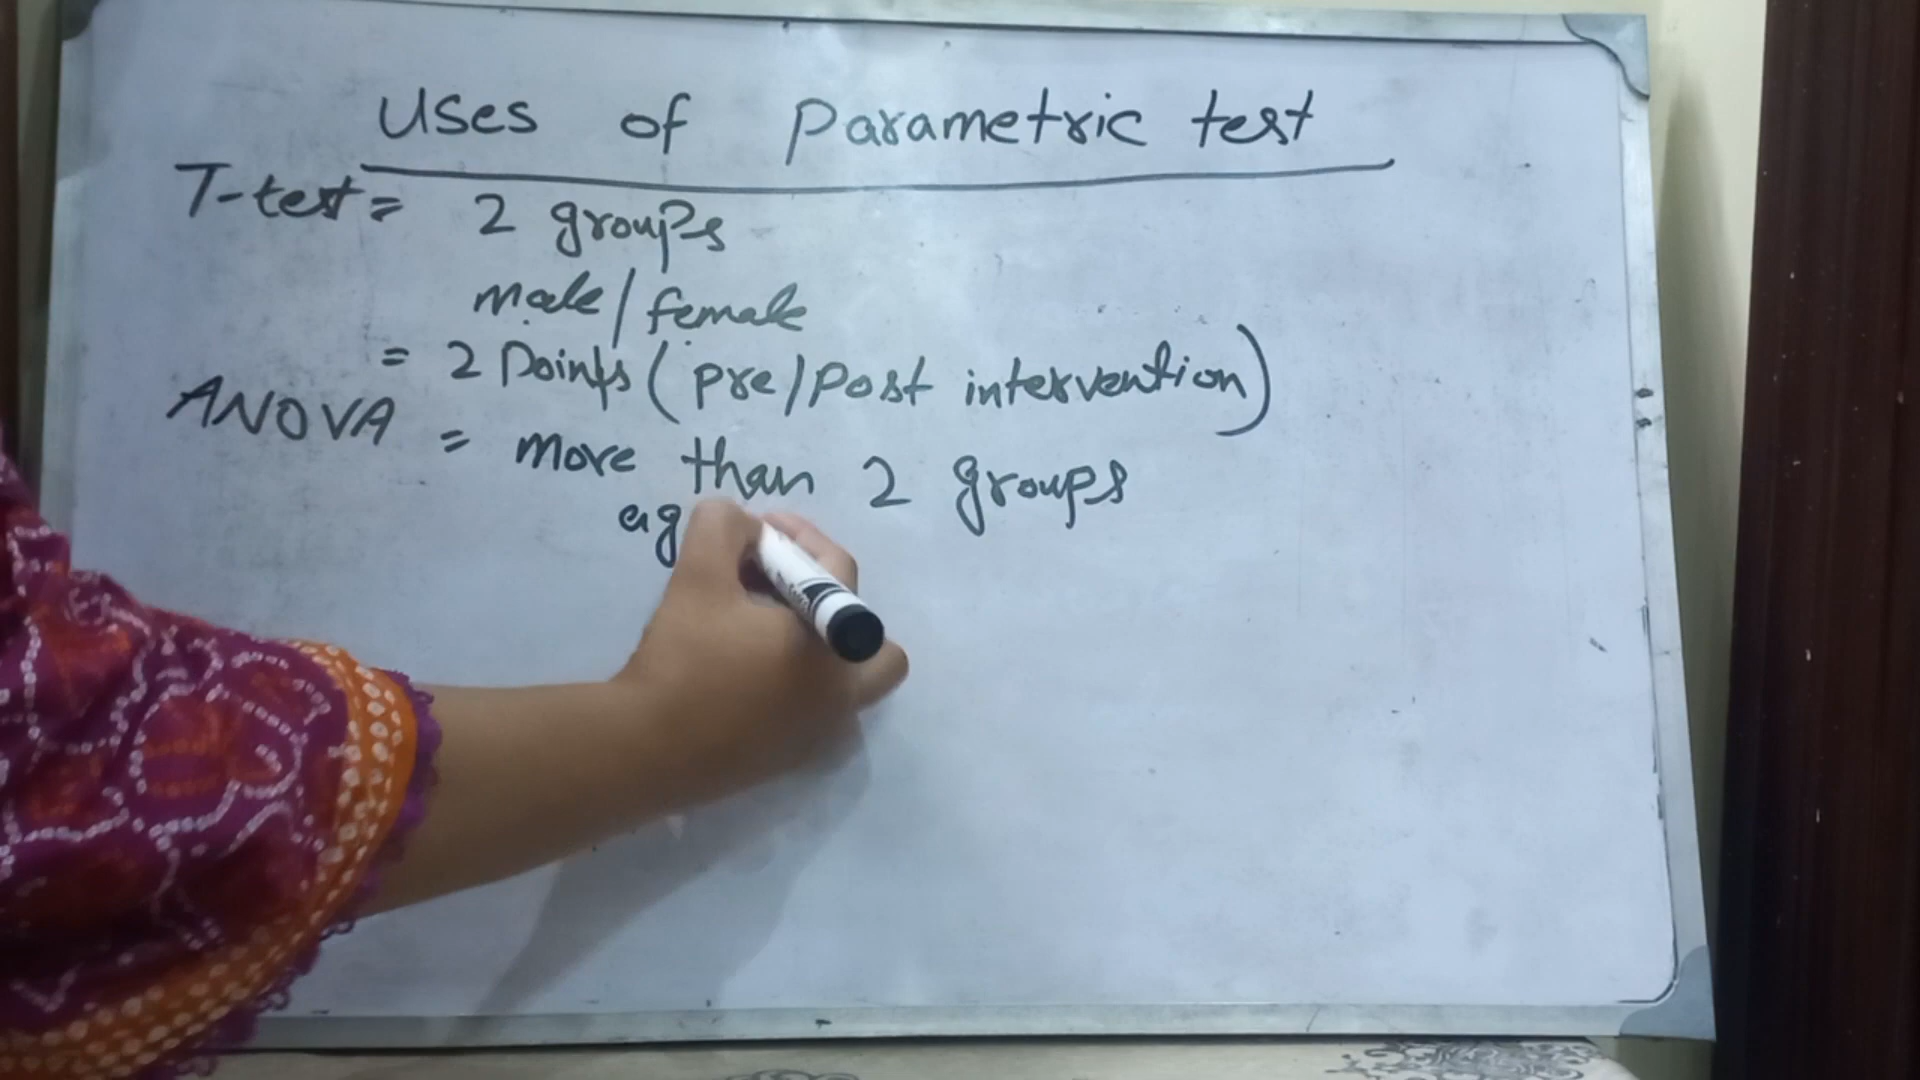 Uses of parametric test
T-test = 2 groups
male/female
= 2 Points (pre/post intervention)
ANOVA = more than 2 groups
ag